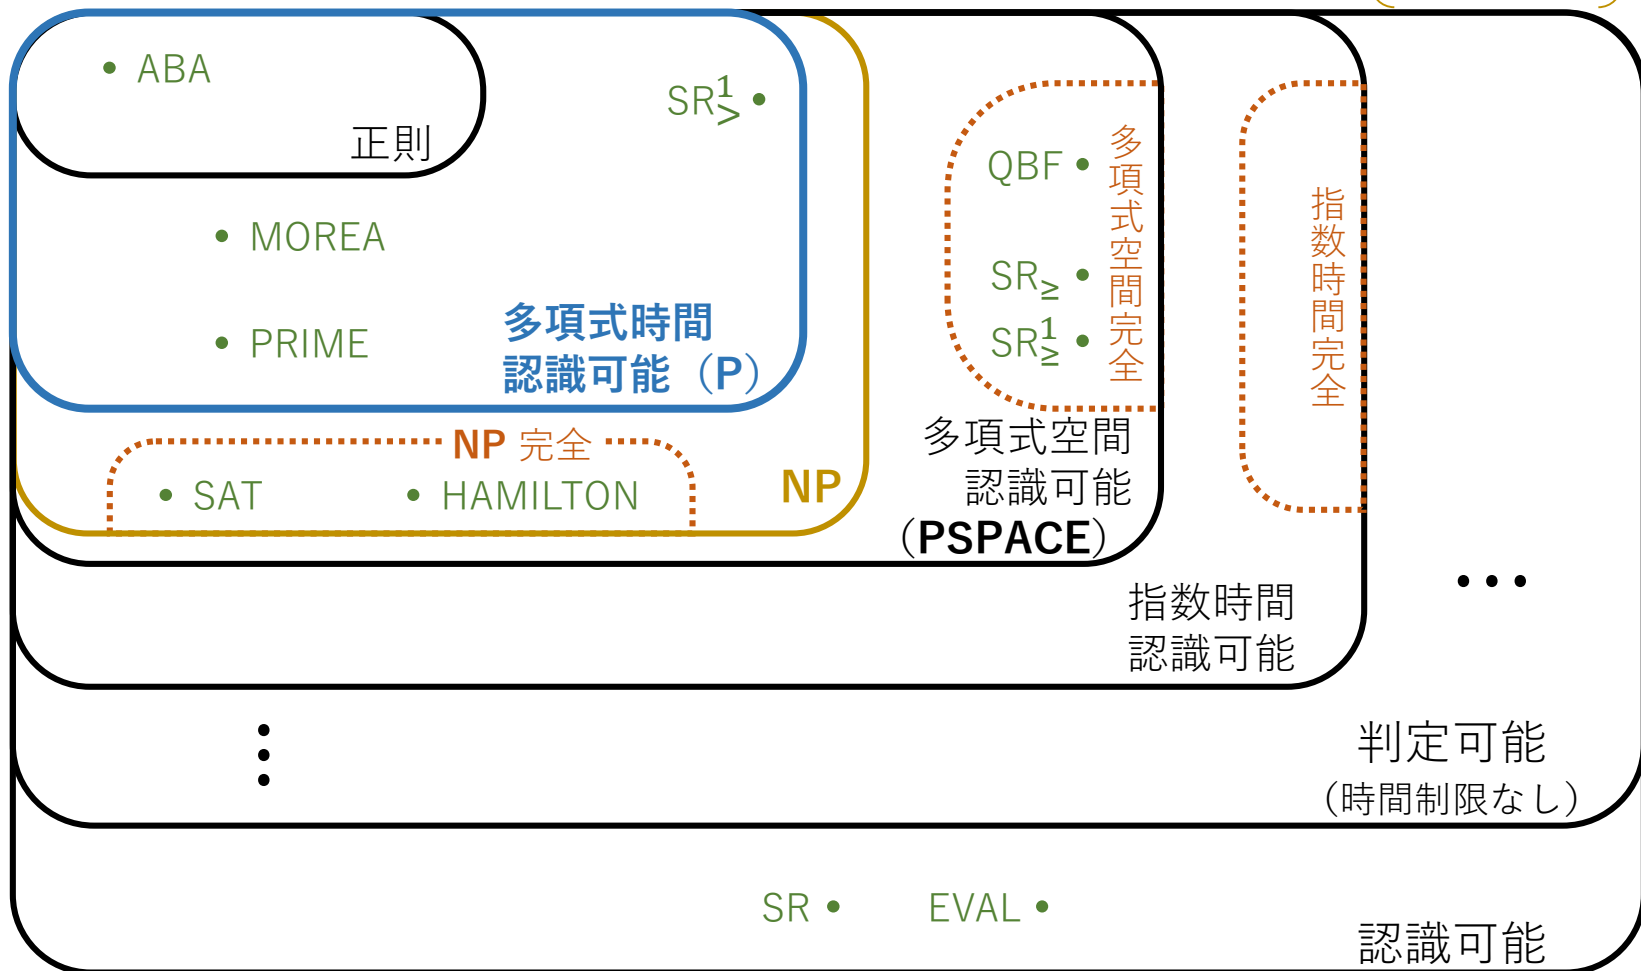 ABA
正則
SR¹>
MOREA
PRIME
多項式時間
認識可能（P）
NP 完全
SAT
HAMILTON
NP
QBF
SR≥
SR¹≥
多項式空間完全
多項式空間
認識可能
（PSPACE）
指数時間完全
指数時間
認識可能
…
⋮
判定可能
（時間制限なし）
SR
EVAL
認識可能